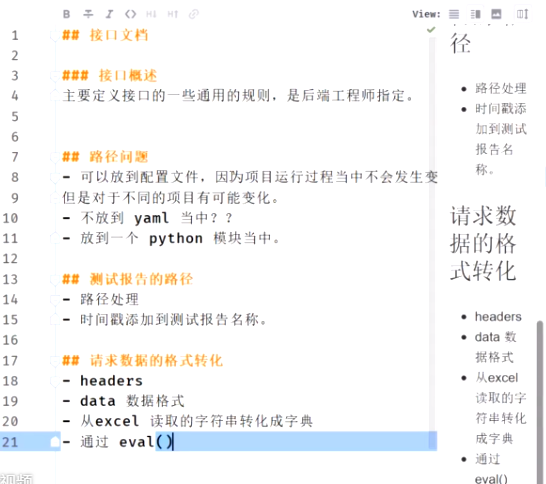 View:
1 ## 接口文档
2
3 ### 接口概述
4 主要定义接口的一些通用的规则，是后端工程师指定。
5
6
7 ## 路径问题
8 - 可以放到配置文件，因为项目运行过程当中不会发生变
9 但是对于不同的项目有可能变化。
10 - 不放到 yaml 当中？？
11 - 放到一个 python 模块当中。
12
13 ## 测试报告的路径
14 - 路径处理
15 - 时间戳添加到测试报告名称。
16
17 ## 请求数据的格式转化
18 - headers
19 - data 数据格式
20 - 从excel 读取的字符串转化成字典
21 - 通过 eval()
径
路径处理
时间戳添
加到测试
报告名
称。
请求数
据的格
式转化
headers
data 数
据格式
从excel
读取的字
符串转化
成字典
通过
eval()